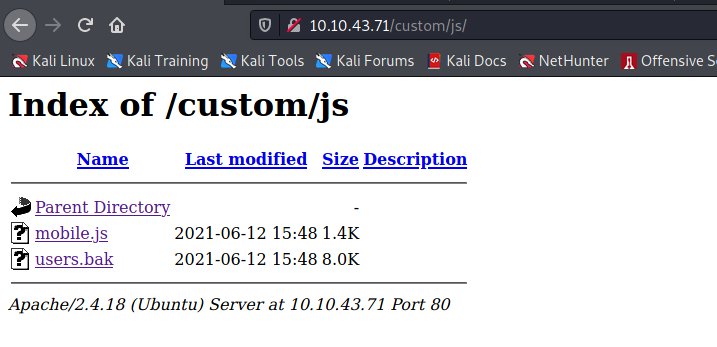 10.10.43.71/custom/js/
Kali Linux Kali Training Kali Tools Kali Forums Kali Docs NetHunter Offensive S
Index of /custom/js
Name Last modified Size Description
Parent Directory -
mobile.js 2021-06-12 15:48 1.4K
users.bak 2021-06-12 15:48 8.0K
Apache/2.4.18 (Ubuntu) Server at 10.10.43.71 Port 80